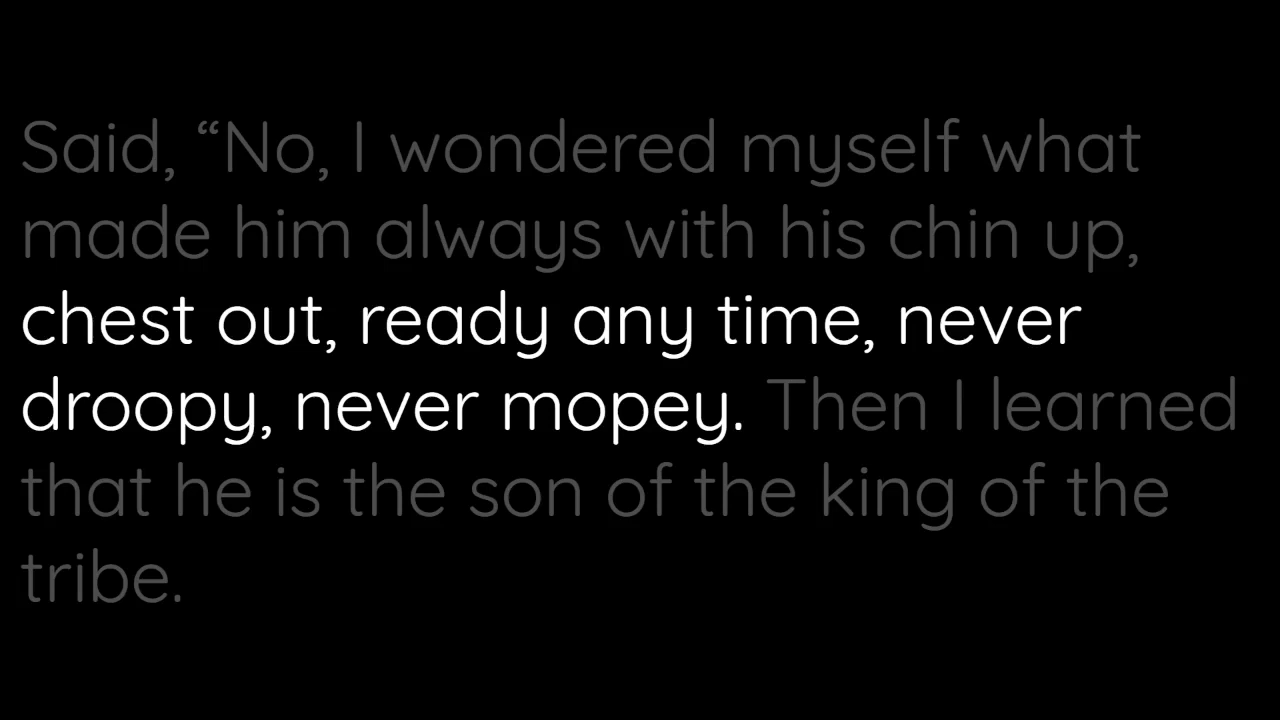 Said, “No, I wondered myself what
made him always with his chin up,
chest out, ready any time, never
droopy, never mopey. Then I learned
that he is the son of the king of the
tribe.